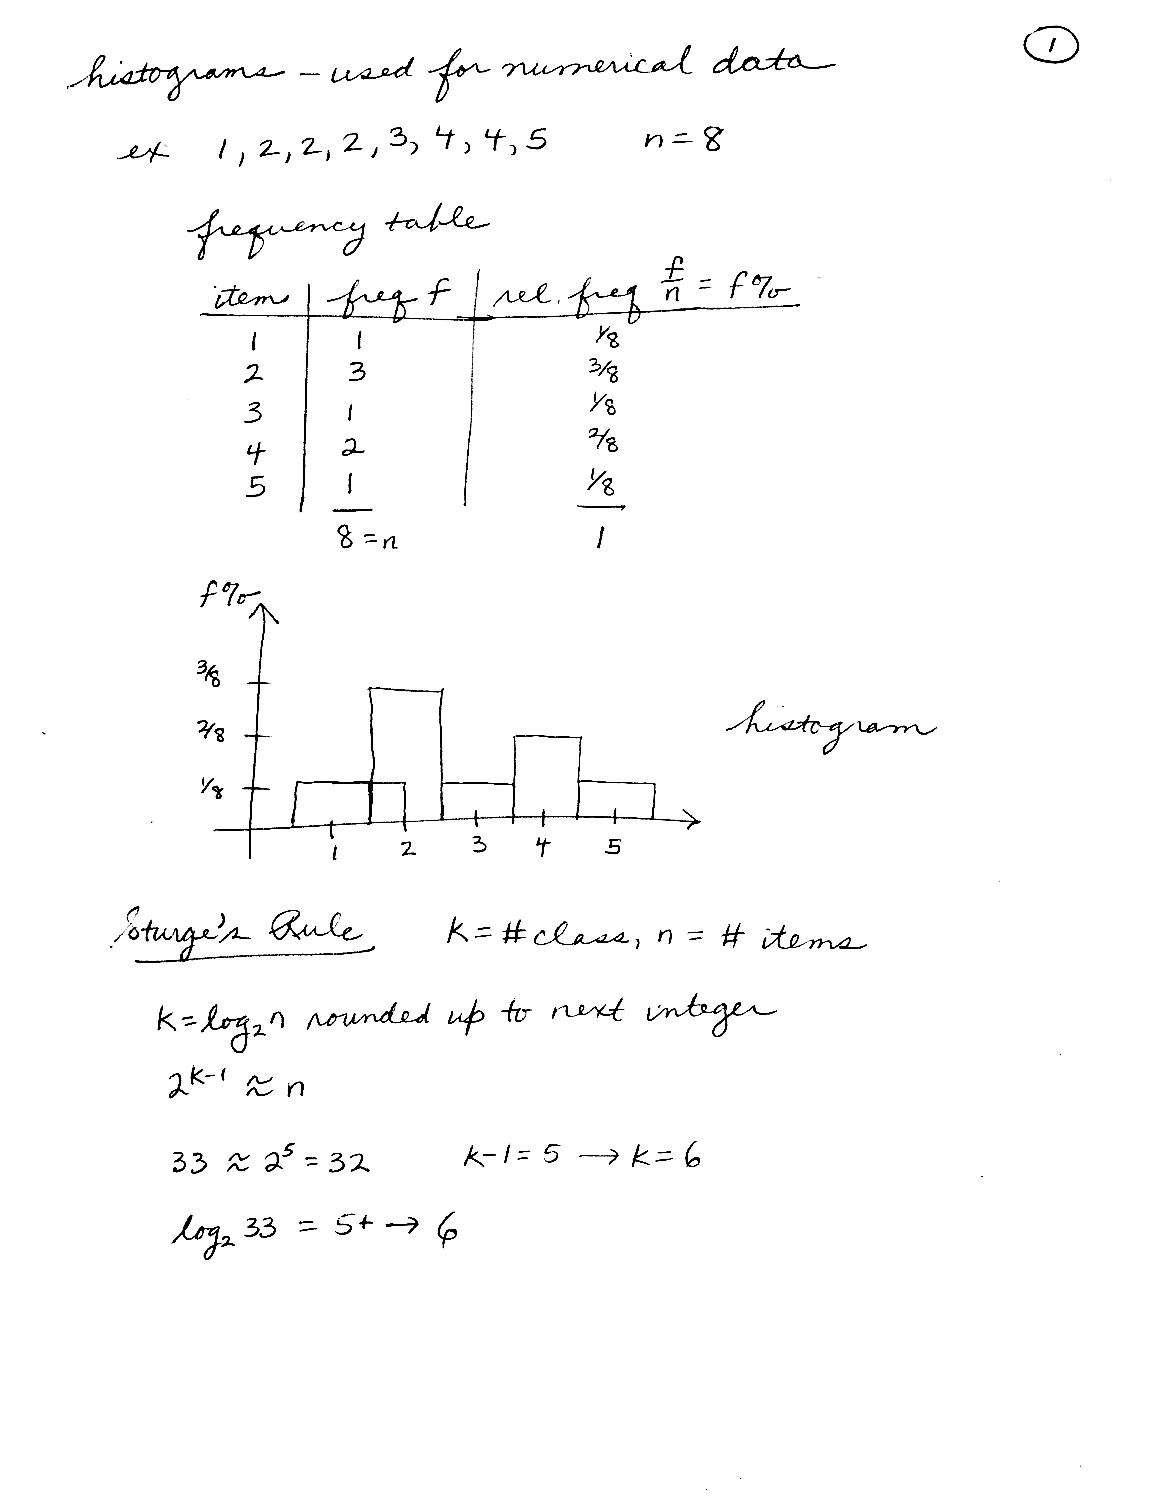 1
histograms – used for numerical data
ex 1, 2, 2, 2, 3, 4, 4, 5 n = 8
frequency table
item freq f rel. freq f/n = f%
1 1 1/8
2 3 3/8
3 1 1/8
4 2 2/8
5 1 1/8
8 = n 1
f%
3/8
2/8
histogram
1/8
1 2 3 4 5
Sturge's Rule K = # class, n = # items
K = log₂n rounded up to next integer
2^(K-1) ≈ n
33 ≈ 2⁵ = 32 K-1 = 5 → K = 6
log₂ 33 = 5+ → 6